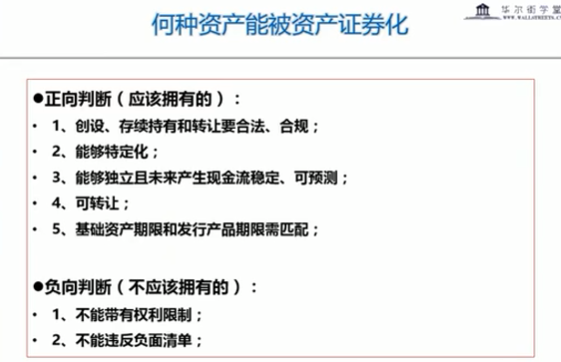 华尔街学堂
WWW.WALLSTREETS.CN
何种资产能被资产证券化
●正向判断（应该拥有的）：
• 1、创设、存续持有和转让要合法、合规；
• 2、能够特定化；
• 3、能够独立且未来产生现金流稳定、可预测；
• 4、可转让；
• 5、基础资产期限和发行产品期限需匹配；
●负向判断（不应该拥有的）：
• 1、不能带有权利限制；
• 2、不能违反负面清单；